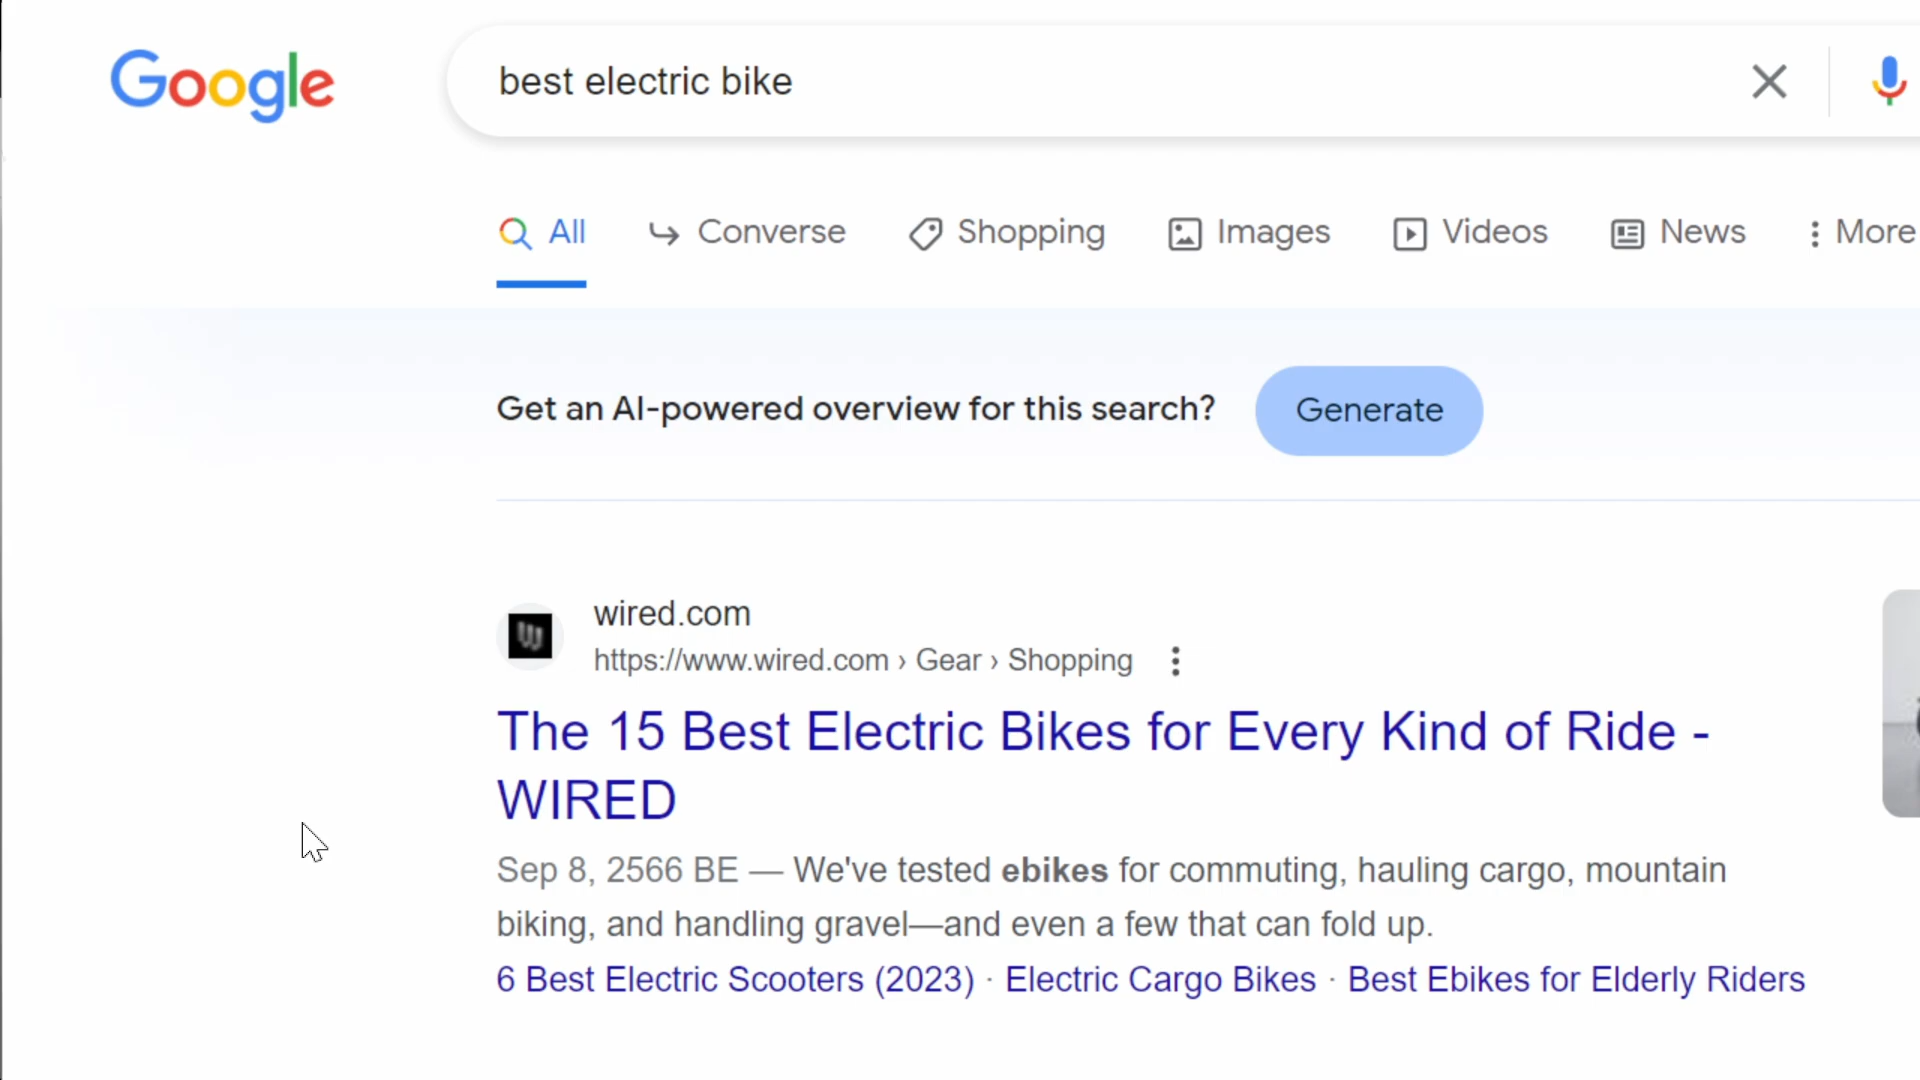 Google
best electric bike
All Converse Shopping Images Videos News More
Get an AI-powered overview for this search? Generate
wired.com
https://www.wired.com › Gear › Shopping
The 15 Best Electric Bikes for Every Kind of Ride -
WIRED
Sep 8, 2566 BE — We've tested ebikes for commuting, hauling cargo, mountain
biking, and handling gravel—and even a few that can fold up.
6 Best Electric Scooters (2023) · Electric Cargo Bikes · Best Ebikes for Elderly Riders